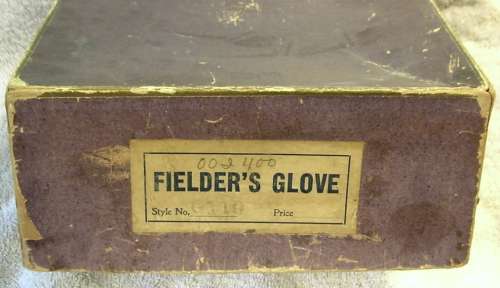 002400
FIELDER'S GLOVE
Style No. Price